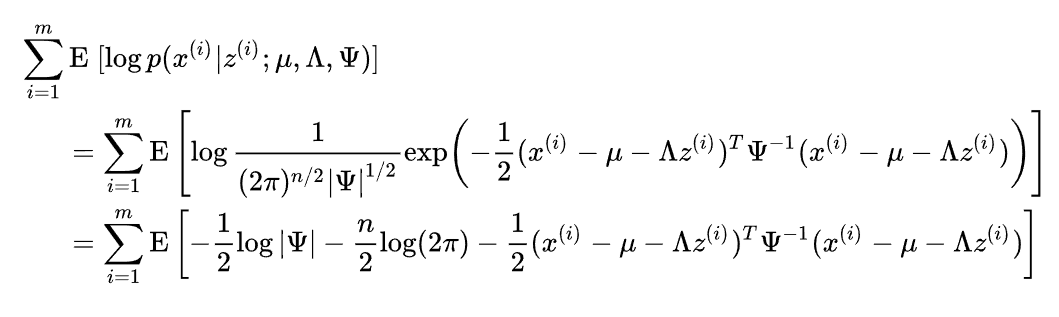 \sum_{i=1}^{m} \mathrm{E}\left[\log p(x^{(i)}|z^{(i)}; \mu, \Lambda, \Psi)\right]
= \sum_{i=1}^{m} \mathrm{E}\left[\log \frac{1}{(2\pi)^{n/2}|\Psi|^{1/2}} \exp\left(-\frac{1}{2}(x^{(i)} - \mu - \Lambda z^{(i)})^T \Psi^{-1}(x^{(i)} - \mu - \Lambda z^{(i)})\right)\right]
= \sum_{i=1}^{m} \mathrm{E}\left[-\frac{1}{2}\log|\Psi| - \frac{n}{2}\log(2\pi) - \frac{1}{2}(x^{(i)} - \mu - \Lambda z^{(i)})^T \Psi^{-1}(x^{(i)} - \mu - \Lambda z^{(i)})\right]